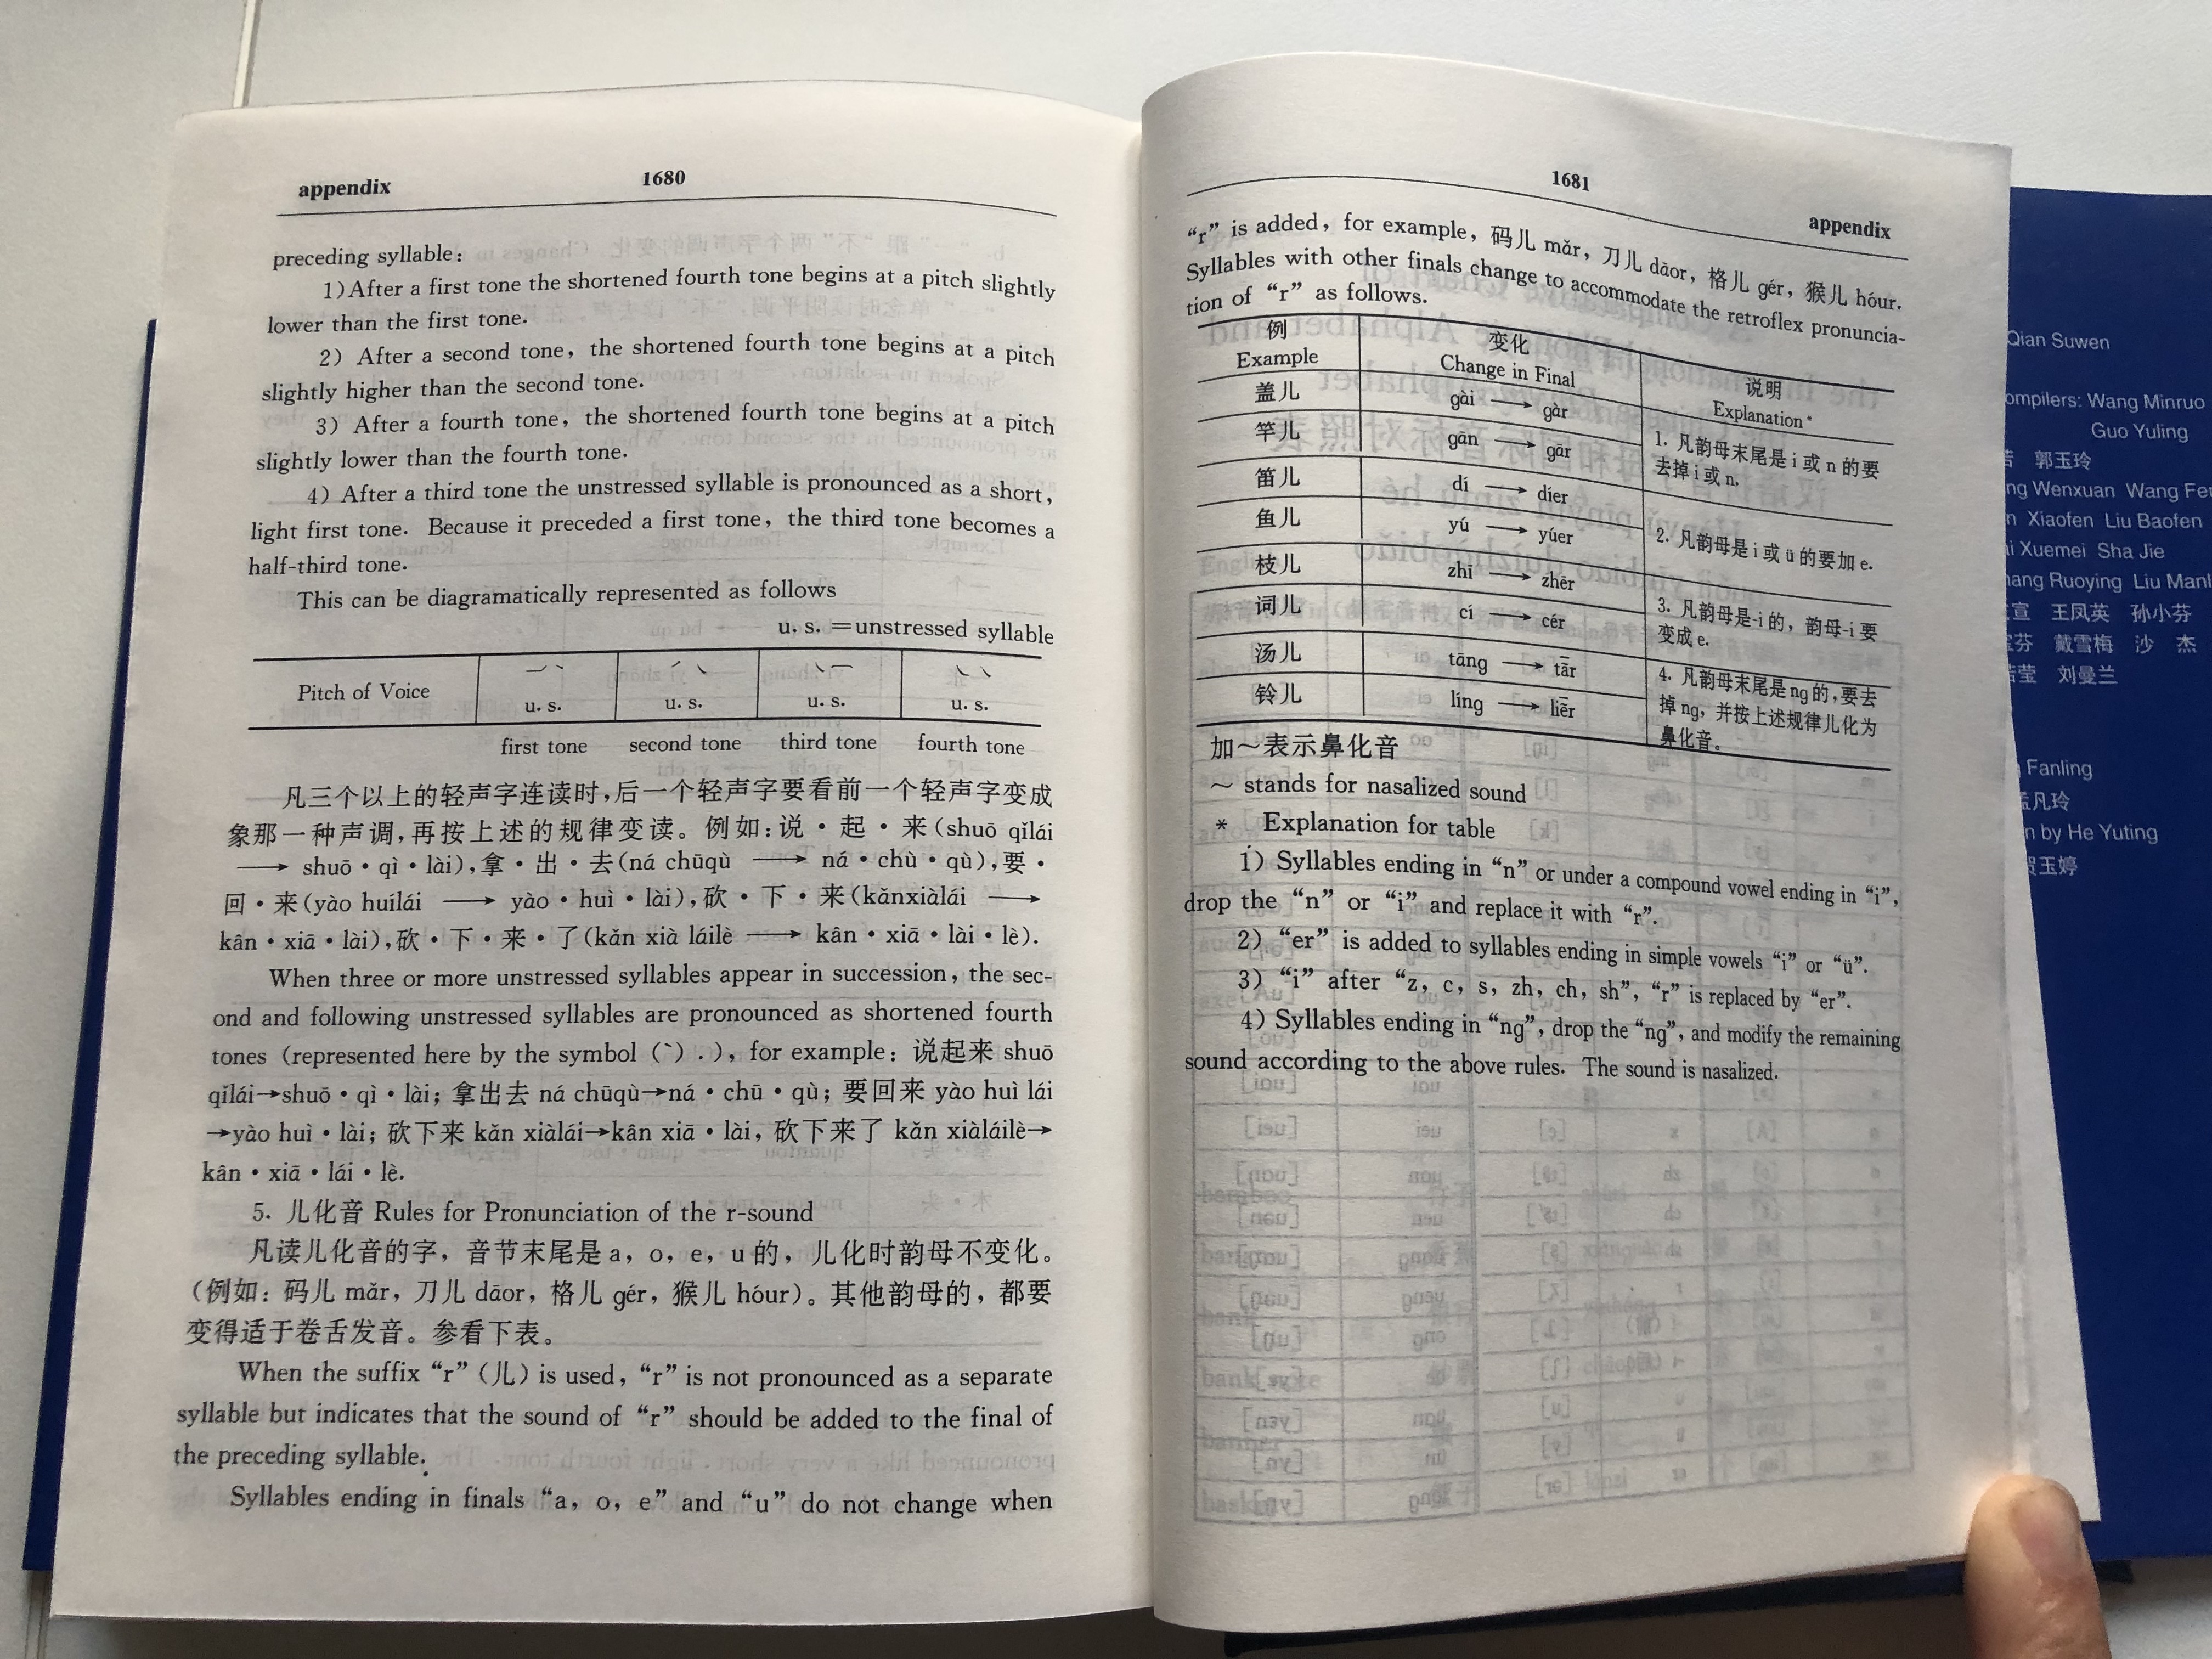 appendix
1680
preceding syllable:
1)After a first tone the shortened fourth tone begins at a pitch slightly
lower than the first tone.
2) After a second tone, the shortened fourth tone begins at a pitch
slightly higher than the second tone.
3) After a fourth tone, the shortened fourth tone begins at a pitch
slightly lower than the fourth tone.
4) After a third tone the unstressed syllable is pronounced as a short,
light first tone. Because it preceded a first tone, the third tone becomes a
half-third tone.
This can be diagramatically represented as follows
u. s. =unstressed syllable
Pitch of Voice
u. s. u. s. u. s. u. s.
first tone second tone third tone fourth tone
凡三个以上的轻声字连读时,后一个轻声字要看前一个轻声字变成
象那一种声调,再按上述的规律变读。例如:说·起·来(shuō qǐlái
⟶ shuō·qì·lài),拿·出·去(ná chūqù ⟶ ná·chù·qù),要·
回·来(yào huílái ⟶ yào·huì·lài),砍·下·来(kǎnxiàlái ⟶
kân·xiā·lài),砍·下·来·了(kǎn xià láilè ⟶ kân·xiā·lài·lè).
When three or more unstressed syllables appear in succession, the sec-
ond and following unstressed syllables are pronounced as shortened fourth
tones (represented here by the symbol (ˋ) .), for example: 说起来 shuō
qǐlái→shuō·qì·lài; 拿出去 ná chūqù→ná·chū·qù; 要回来 yào huì lái
→yào huì·lài; 砍下来 kǎn xiàlái→kân xiā·lài, 砍下来了 kǎn xiàláilè→
kân·xiā·lái·lè.
5. 儿化音 Rules for Pronunciation of the r-sound
凡读儿化音的字，音节末尾是 a，o，e，u 的，儿化时韵母不变化。
(例如：码儿 mǎr，刀儿 dāor，格儿 gér，猴儿 hóur)。其他韵母的，都要
变得适于卷舌发音。参看下表。
When the suffix “r” (儿) is used, “r” is not pronounced as a separate
syllable but indicates that the sound of “r” should be added to the final of
the preceding syllable.
Syllables ending in finals “a, o, e” and “u” do not change when
1681
appendix
“r” is added, for example, 码儿 mǎr, 刀儿 dāor, 格儿 gér, 猴儿 hóur.
Syllables with other finals change to accommodate the retroflex pronuncia-
tion of “r” as follows.
例 变化 说明
Example Change in Final Explanation*
盖儿 gài ⟶ gàr
竿儿 gān ⟶ gār
1. 凡韵母末尾是 i 或 n 的要
去掉 i 或 n.
笛儿 dí ⟶ díer
鱼儿 yú ⟶ yúer
2. 凡韵母是 i 或 ü 的要加 e.
枝儿 zhī ⟶ zhēr
词儿 cí ⟶ cér
3. 凡韵母是-i 的，韵母-i 要
变成 e.
汤儿 tāng ⟶ tãr
铃儿 líng ⟶ liẽr
4. 凡韵母末尾是 ng 的,要去
掉 ng，并按上述规律儿化为
鼻化音。
加～表示鼻化音
～ stands for nasalized sound
* Explanation for table
1) Syllables ending in “n” or under a compound vowel ending in “i”,
drop the “n” or “i” and replace it with “r”.
2) “er” is added to syllables ending in simple vowels “i” or “ü”.
3) “i” after “z, c, s, zh, ch, sh”, “r” is replaced by “er”.
4) Syllables ending in “ng”, drop the “ng”, and modify the remaining
sound according to the above rules. The sound is nasalized.
Qian Suwen
ompilers: Wang Minruo
Guo Yuling
郭玉玲
ng Wenxuan Wang Fen
n Xiaofen Liu Baofen
ai Xuemei Sha Jie
hang Ruoying Liu Manl
宣 王凤英 孙小芬
芬 戴雪梅 沙 杰
莹 刘曼兰
Fanling
孟凡玲
n by He Yuting
贺玉婷